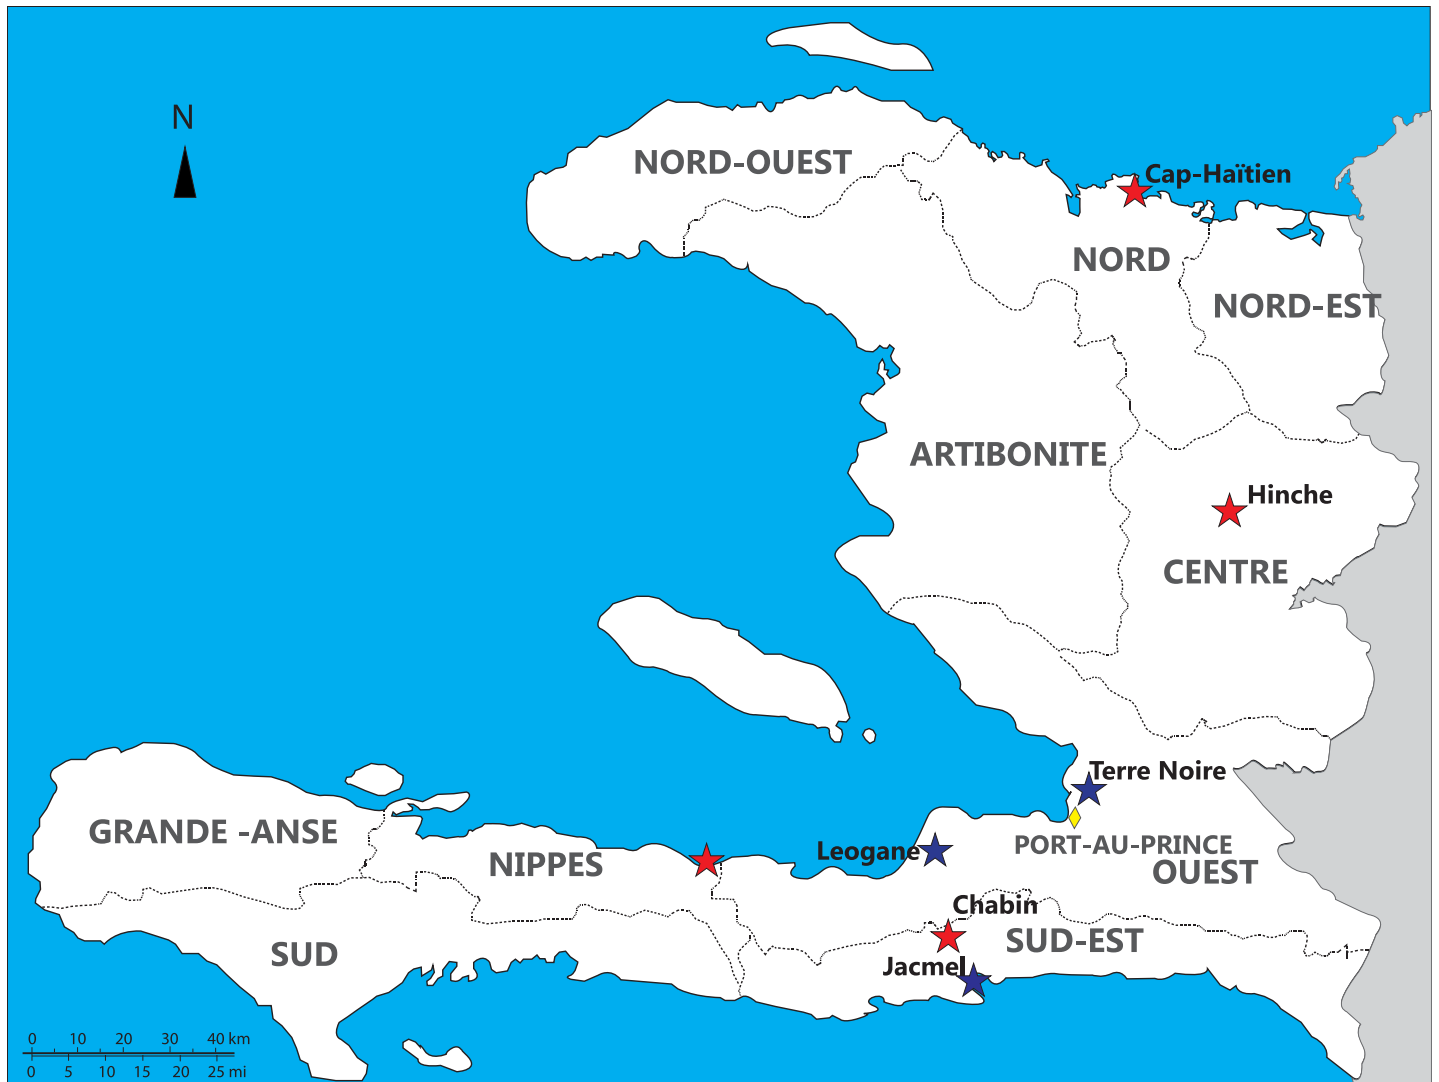 N
NORD-OUEST
Cap-Haïtien
NORD
NORD-EST
ARTIBONITE
Hinche
CENTRE
Terre Noire
GRANDE -ANSE
NIPPES
Leogane
PORT-AU-PRINCE
OUEST
Chabin
SUD-EST
SUD
Jacmel
0 10 20 30 40 km
0 5 10 15 20 25 mi